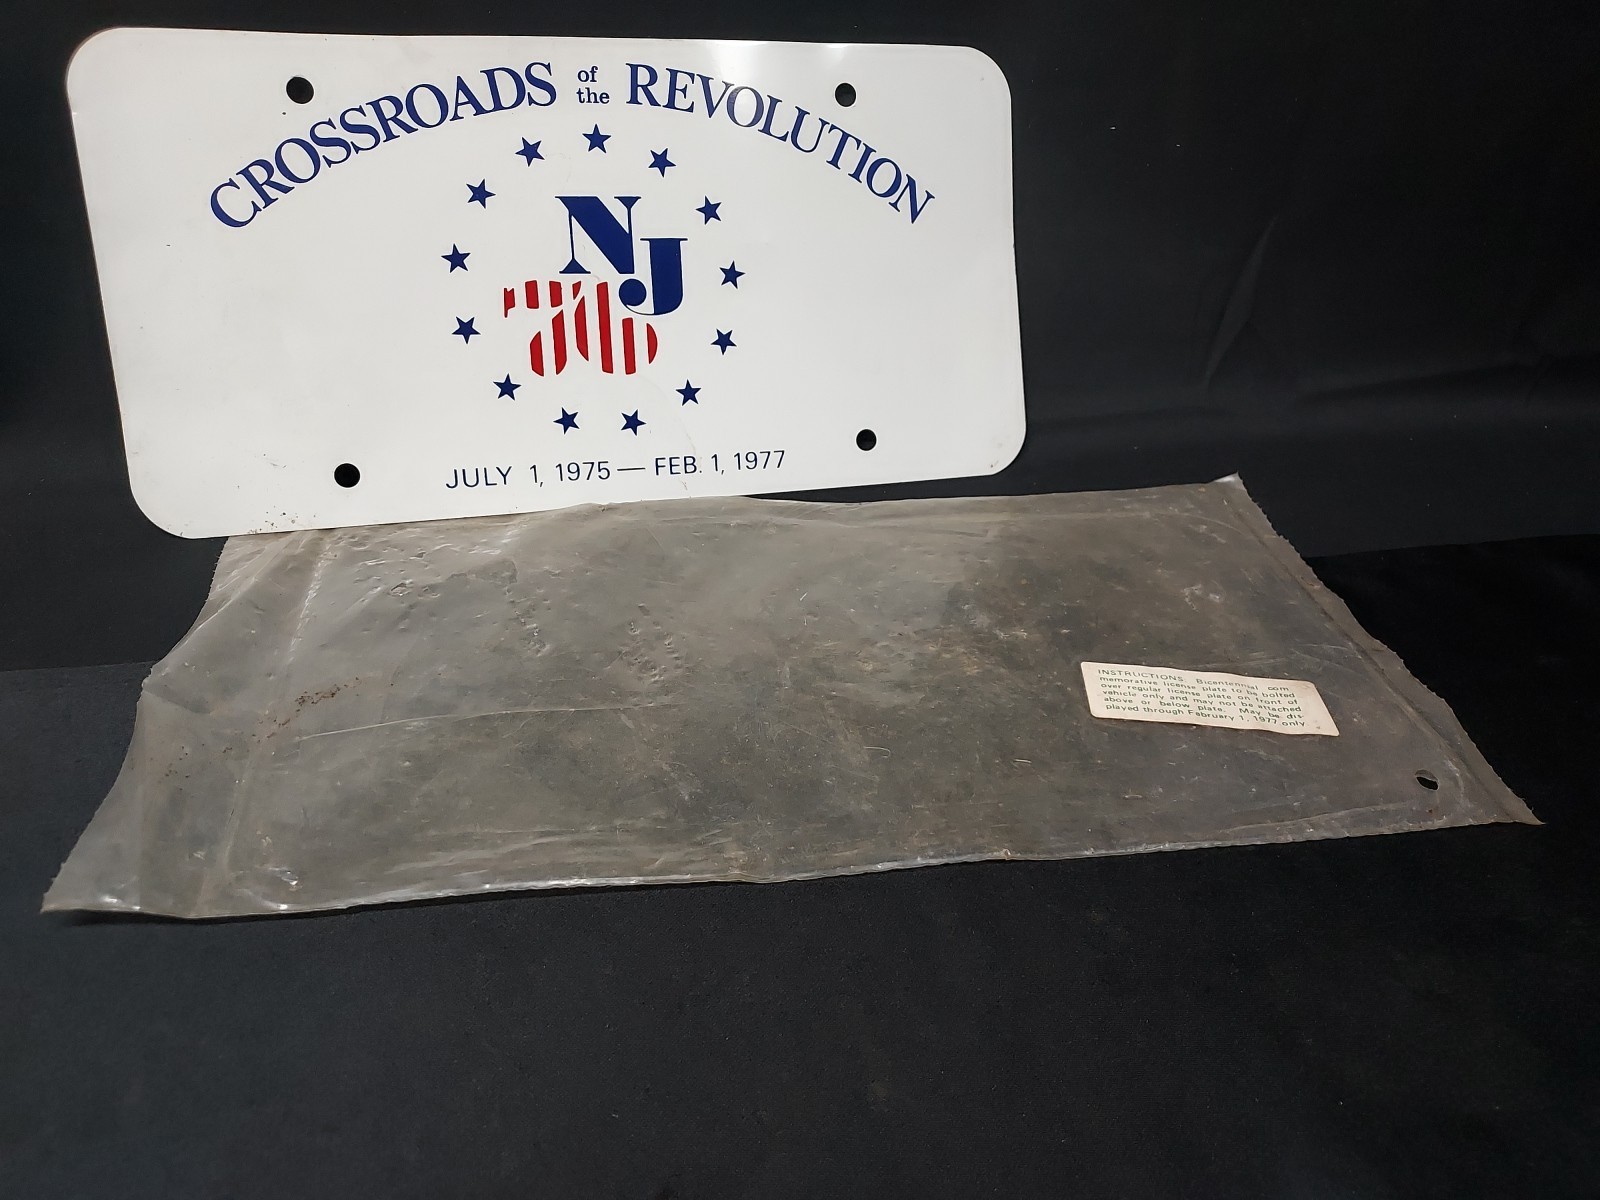 CROSSROADS of the REVOLUTION
NJ
76
JULY 1, 1975 — FEB. 1, 1977
INSTRUCTIONS: Bicentennial com-
memorative license plate to be bolted
over regular license plate on front of
vehicle only and may not be attached
above or below plate. May be dis-
played through February 1, 1977 only